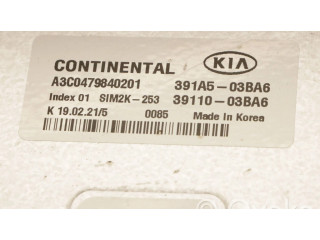 CONTINENTAL KIA
A3C0479840201 391A5-03BA6
Index 01 SIM2K-253 39110-03BA6
K 19.02.21/5 0085 Made in Korea